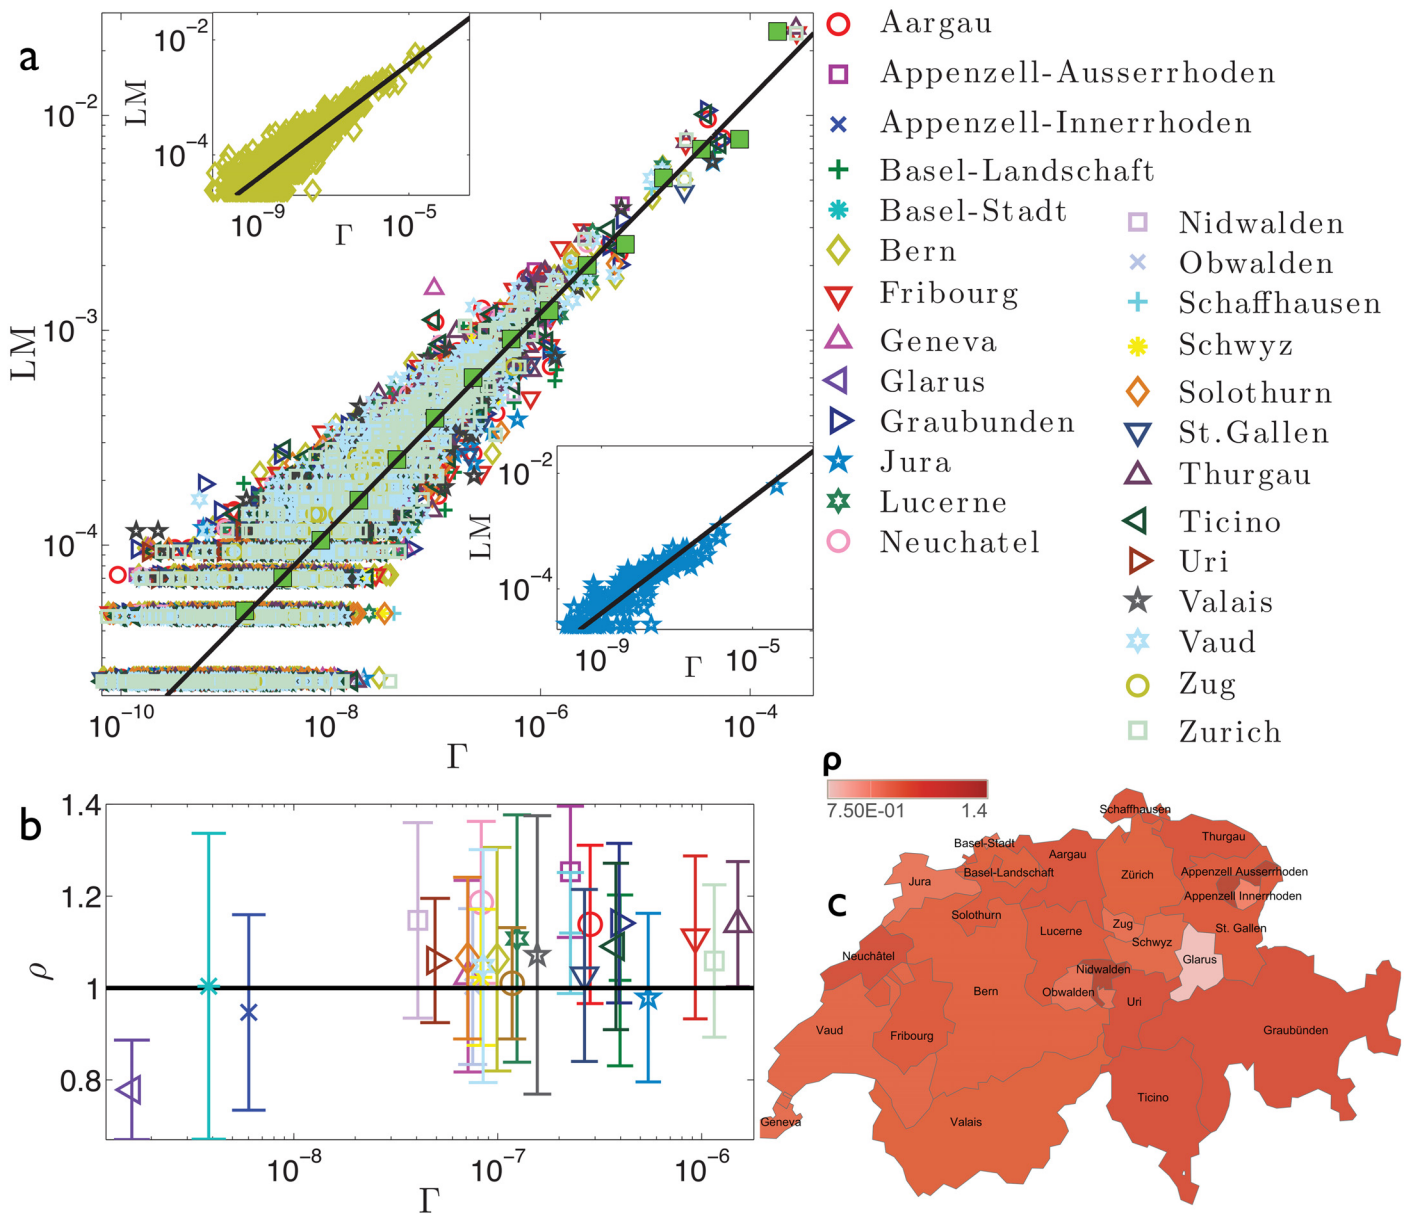 a
LM
10−2
10−3
10−4
10−10
10−8
10−6
10−4
Γ
LM
10−2
10−4
10−9
10−5
Γ
LM
10−2
10−4
10−9
10−5
Γ
Aargau
Appenzell-Ausserrhoden
Appenzell-Innerrhoden
Basel-Landschaft
Basel-Stadt
Bern
Fribourg
Geneva
Glarus
Graubunden
Jura
Lucerne
Neuchatel
Nidwalden
Obwalden
Schaffhausen
Schwyz
Solothurn
St.Gallen
Thurgau
Ticino
Uri
Valais
Vaud
Zug
Zurich
b
ρ
1.4
1.2
1
0.8
10−8
10−7
10−6
Γ
ρ
7.50E-01 1.4
c
Schaffhausen
Basel-Stadt
Thurgau
Aargau
Basel-Landschaft
Appenzell Ausserrhoden
Zürich
Jura
Appenzell Innerrhoden
Solothurn
Zug
St. Gallen
Lucerne
Schwyz
Neuchâtel
Glarus
Nidwalden
Obwalden
Bern
Uri
Vaud
Graubünden
Fribourg
Ticino
Geneva
Valais